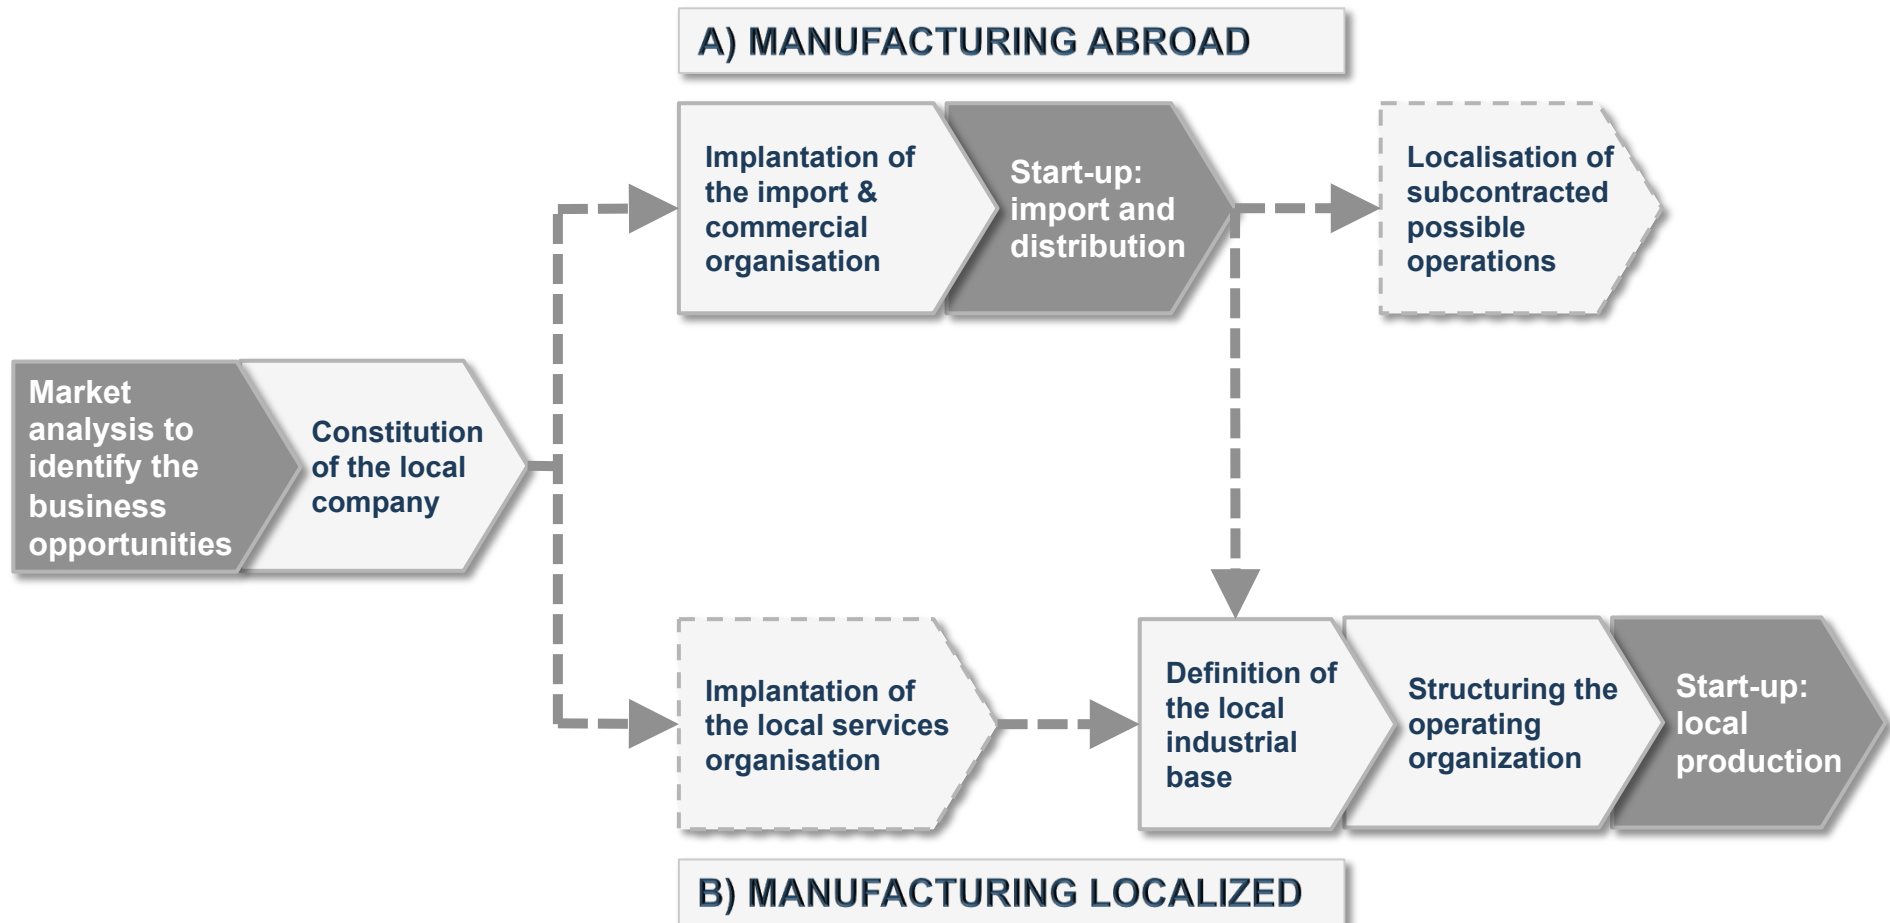 A) MANUFACTURING ABROAD
Implantation of
the import &
commercial
organisation
Start-up:
import and
distribution
Localisation of
subcontracted
possible
operations
Market
analysis to
identify the
business
opportunities
Constitution
of the local
company
Implantation of
the local services
organisation
Definition of
the local
industrial
base
Structuring the
operating
organization
Start-up:
local
production
B) MANUFACTURING LOCALIZED